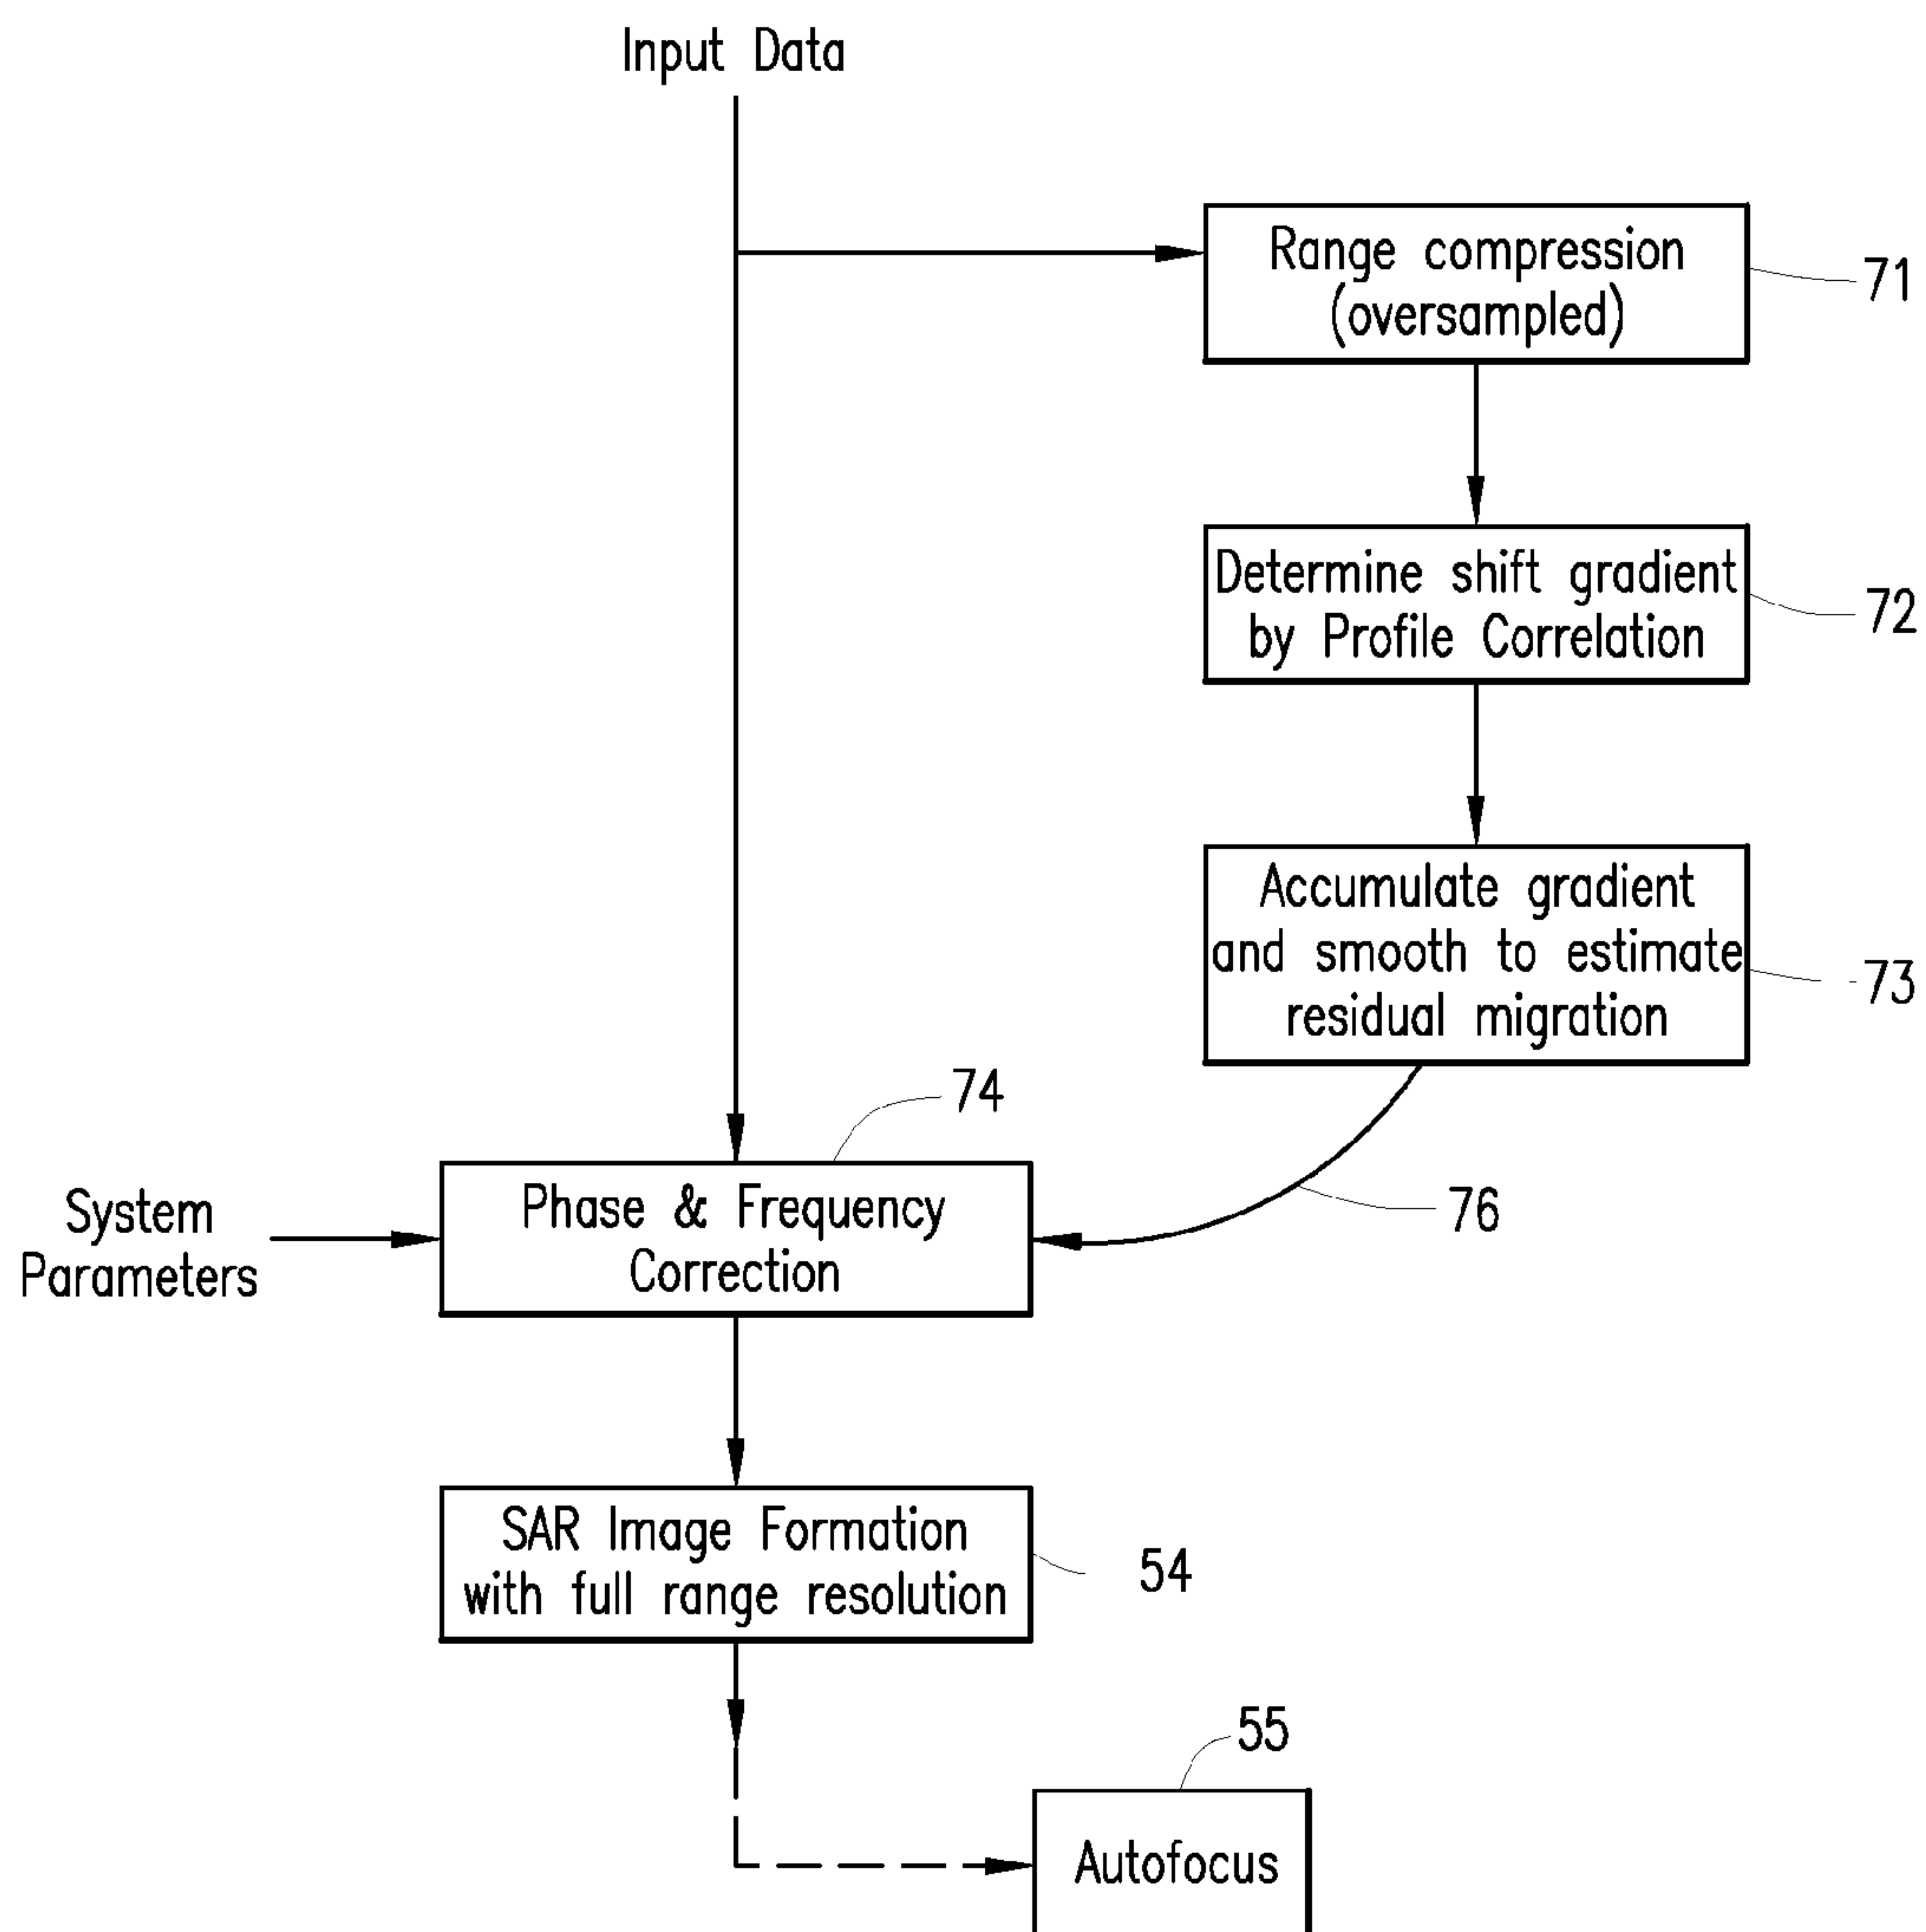 Input Data
Range compression
(oversampled)
71
Determine shift gradient
by Profile Correlation
72
Accumulate gradient
and smooth to estimate
residual migration
73
74
System
Parameters
Phase & Frequency
Correction
76
SAR Image Formation
with full range resolution
54
55
Autofocus